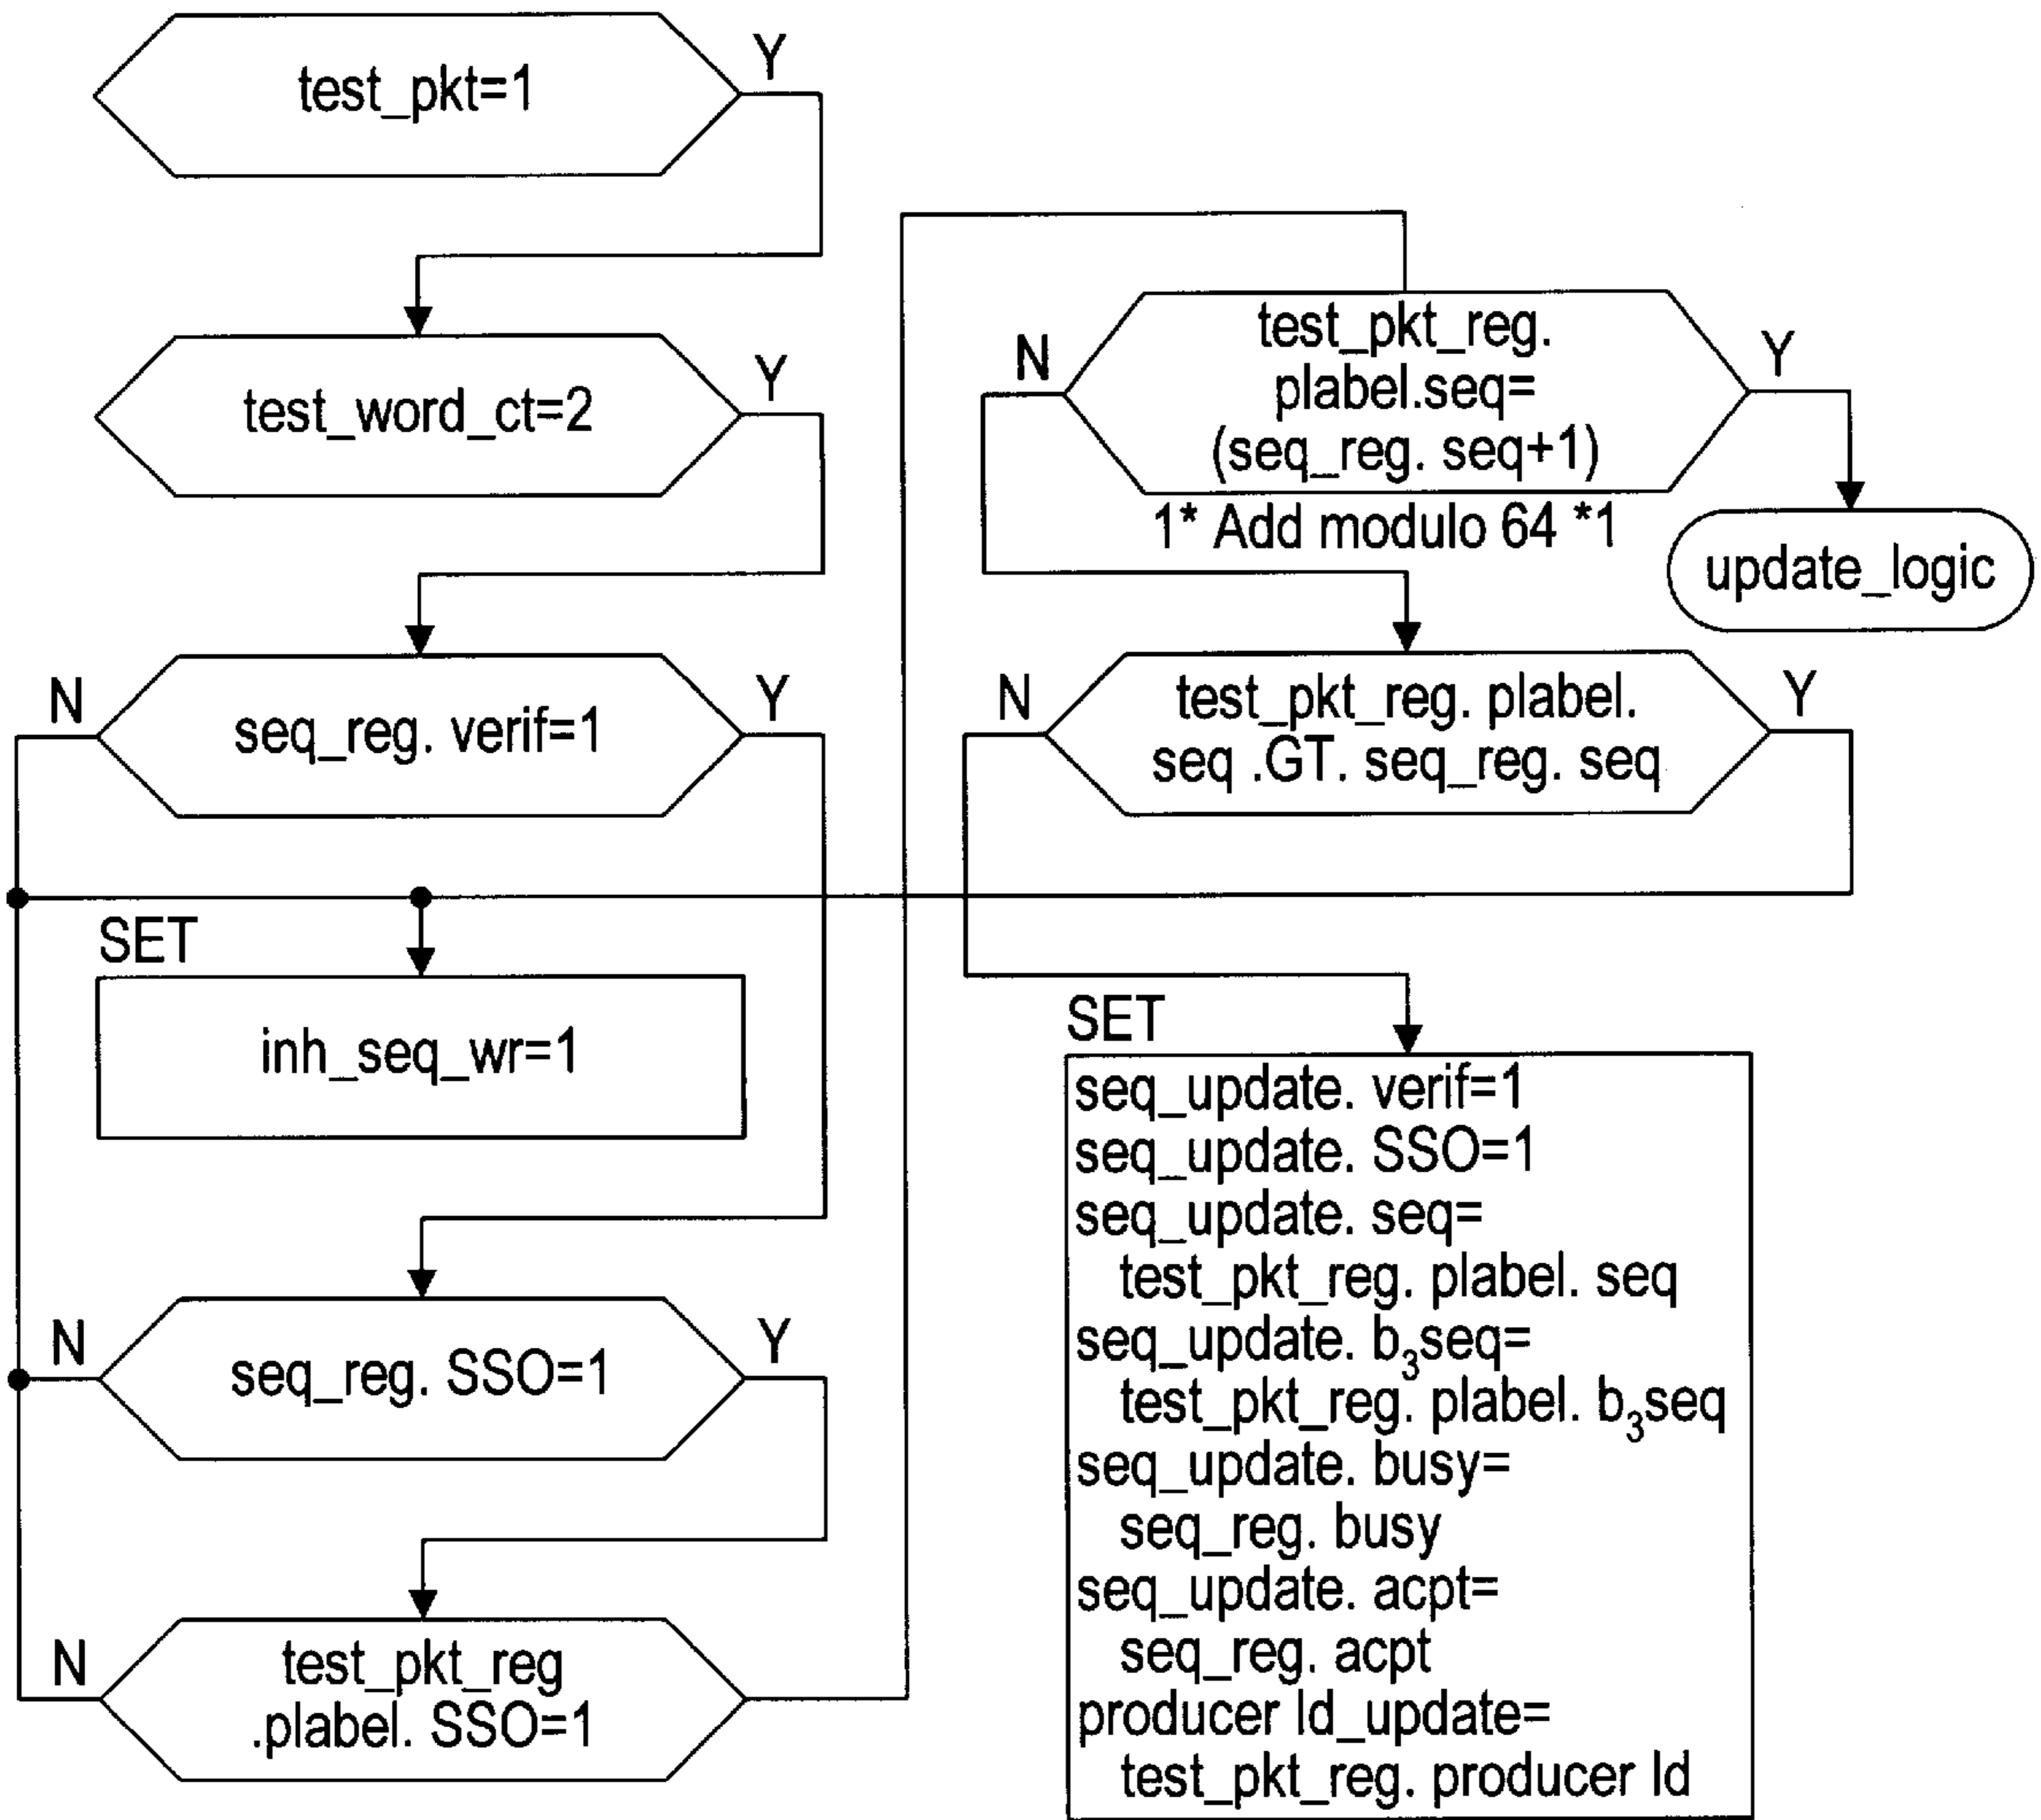 test_pkt=1
Y
test_word_ct=2
Y
N
seq_reg. verif=1
Y
SET
inh_seq_wr=1
N
seq_reg. SSO=1
Y
N
test_pkt_reg
.plabel. SSO=1
N
test_pkt_reg.
plabel.seq=
(seq_reg. seq+1)
Y
1* Add modulo 64 *1
update_logic
N
test_pkt_reg. plabel.
seq .GT. seq_reg. seq
Y
SET
seq_update. verif=1
seq_update. SSO=1
seq_update. seq=
test_pkt_reg. plabel. seq
seq_update. b₃seq=
test_pkt_reg. plabel. b₃seq
seq_update. busy=
seq_reg. busy
seq_update. acpt=
seq_reg. acpt
producer Id_update=
test_pkt_reg. producer Id